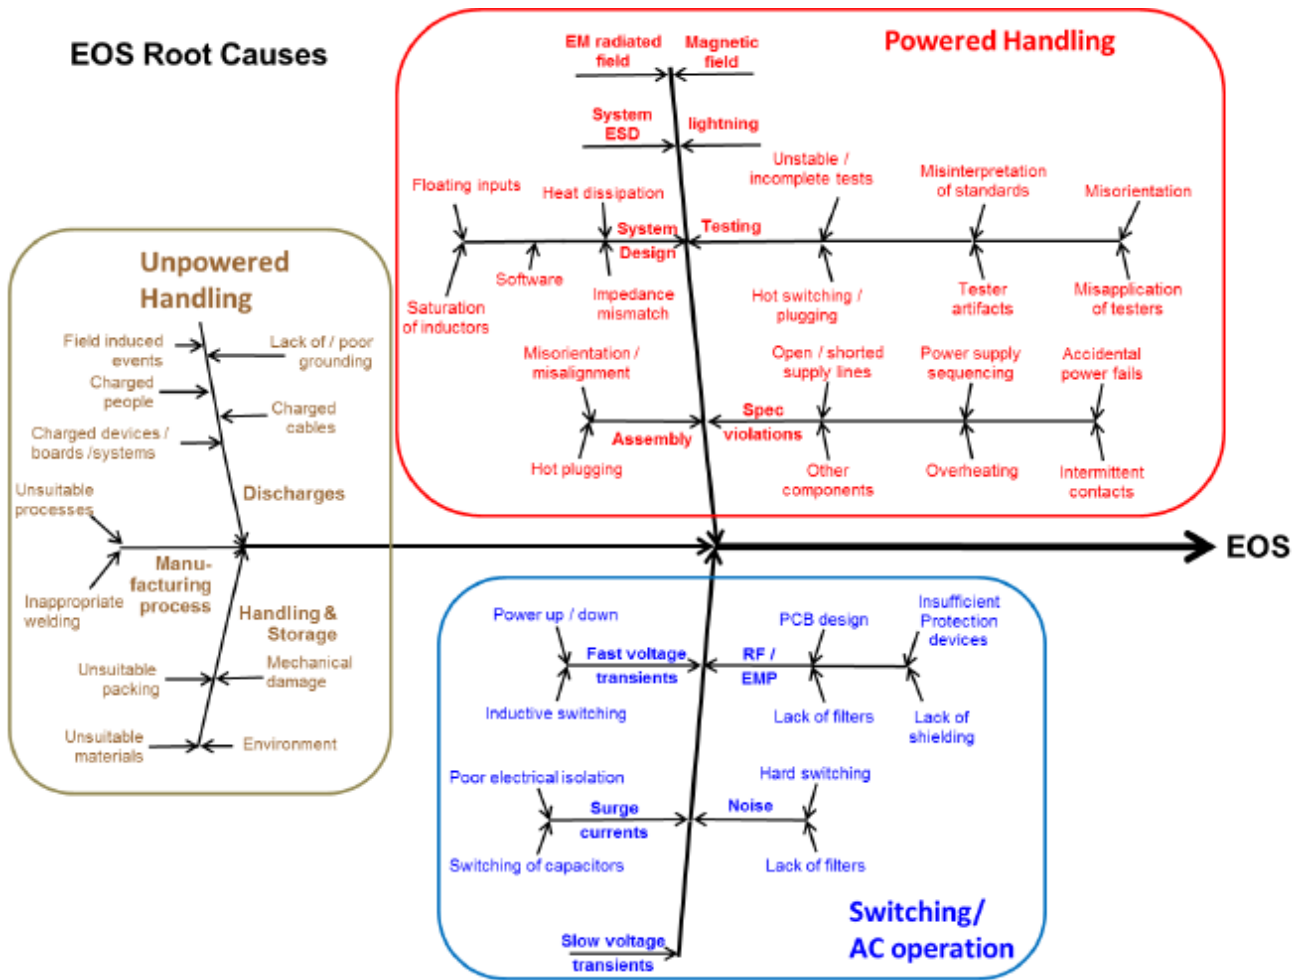 EOS Root Causes
Powered Handling
EM radiated
field
Magnetic
field
System
ESD
lightning
Floating inputs
Heat dissipation
Unstable /
incomplete tests
Misinterpretation
of standards
Misorientation
System
Design
Testing
Software
Saturation
of inductors
Impedance
mismatch
Hot switching /
plugging
Tester
artifacts
Misapplication
of testers
Misorientation /
misalignment
Open / shorted
supply lines
Power supply
sequencing
Accidental
power fails
Assembly
Spec
violations
Hot plugging
Other
components
Overheating
Intermittent
contacts
Unpowered
Handling
Field induced
events
Lack of / poor
grounding
Charged
people
Charged
cables
Charged devices /
boards /systems
Discharges
Unsuitable
processes
Manu-
facturing
process
Inappropriate
welding
Handling &
Storage
Unsuitable
packing
Mechanical
damage
Unsuitable
materials
Environment
EOS
Power up / down
PCB design
Insufficient
Protection
devices
Fast voltage
transients
RF /
EMP
Inductive switching
Lack of filters
Lack of
shielding
Poor electrical isolation
Hard switching
Surge
currents
Noise
Switching of capacitors
Lack of filters
Slow voltage
transients
Switching/
AC operation